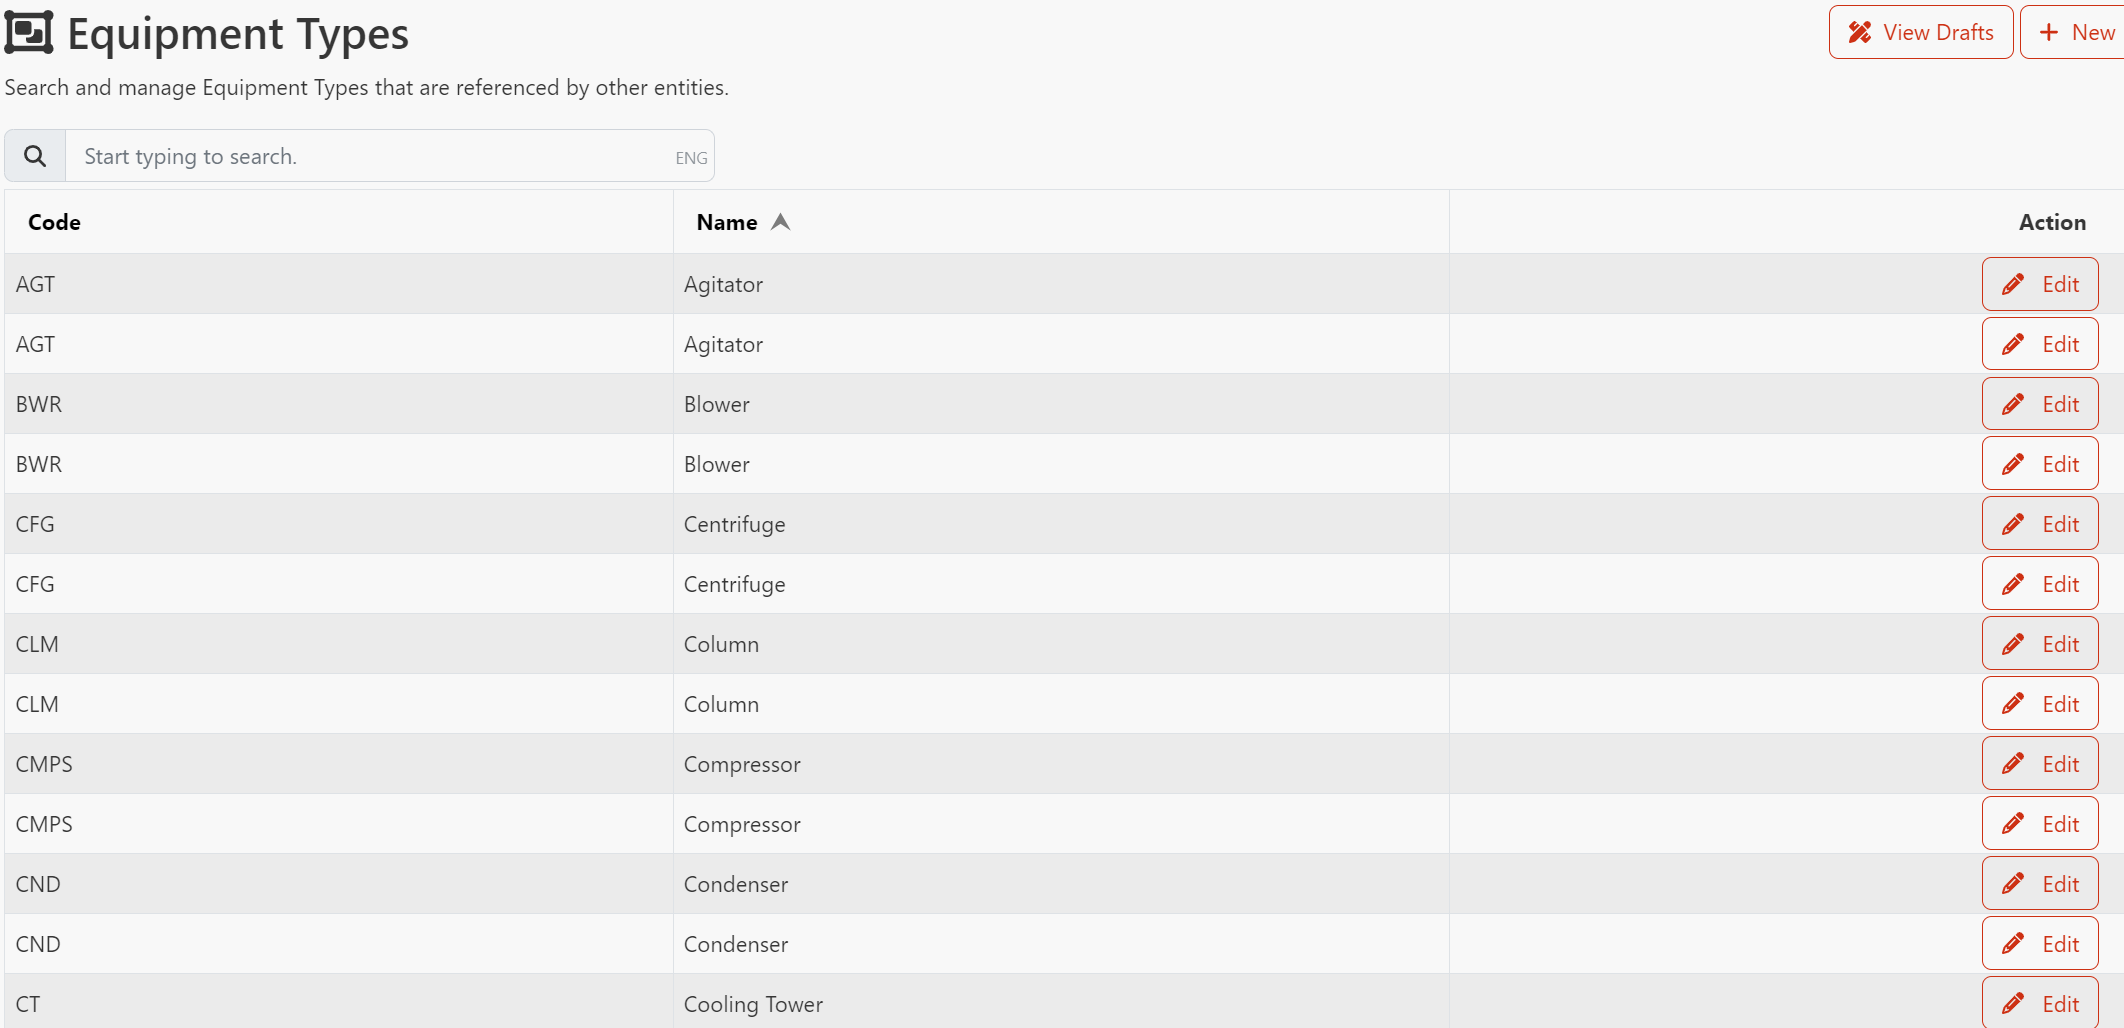 Equipment Types
View Drafts
New
Search and manage Equipment Types that are referenced by other entities.
Start typing to search.
ENG
Code Name Action
AGT Agitator Edit
AGT Agitator Edit
BWR Blower Edit
BWR Blower Edit
CFG Centrifuge Edit
CFG Centrifuge Edit
CLM Column Edit
CLM Column Edit
CMPS Compressor Edit
CMPS Compressor Edit
CND Condenser Edit
CND Condenser Edit
CT Cooling Tower Edit